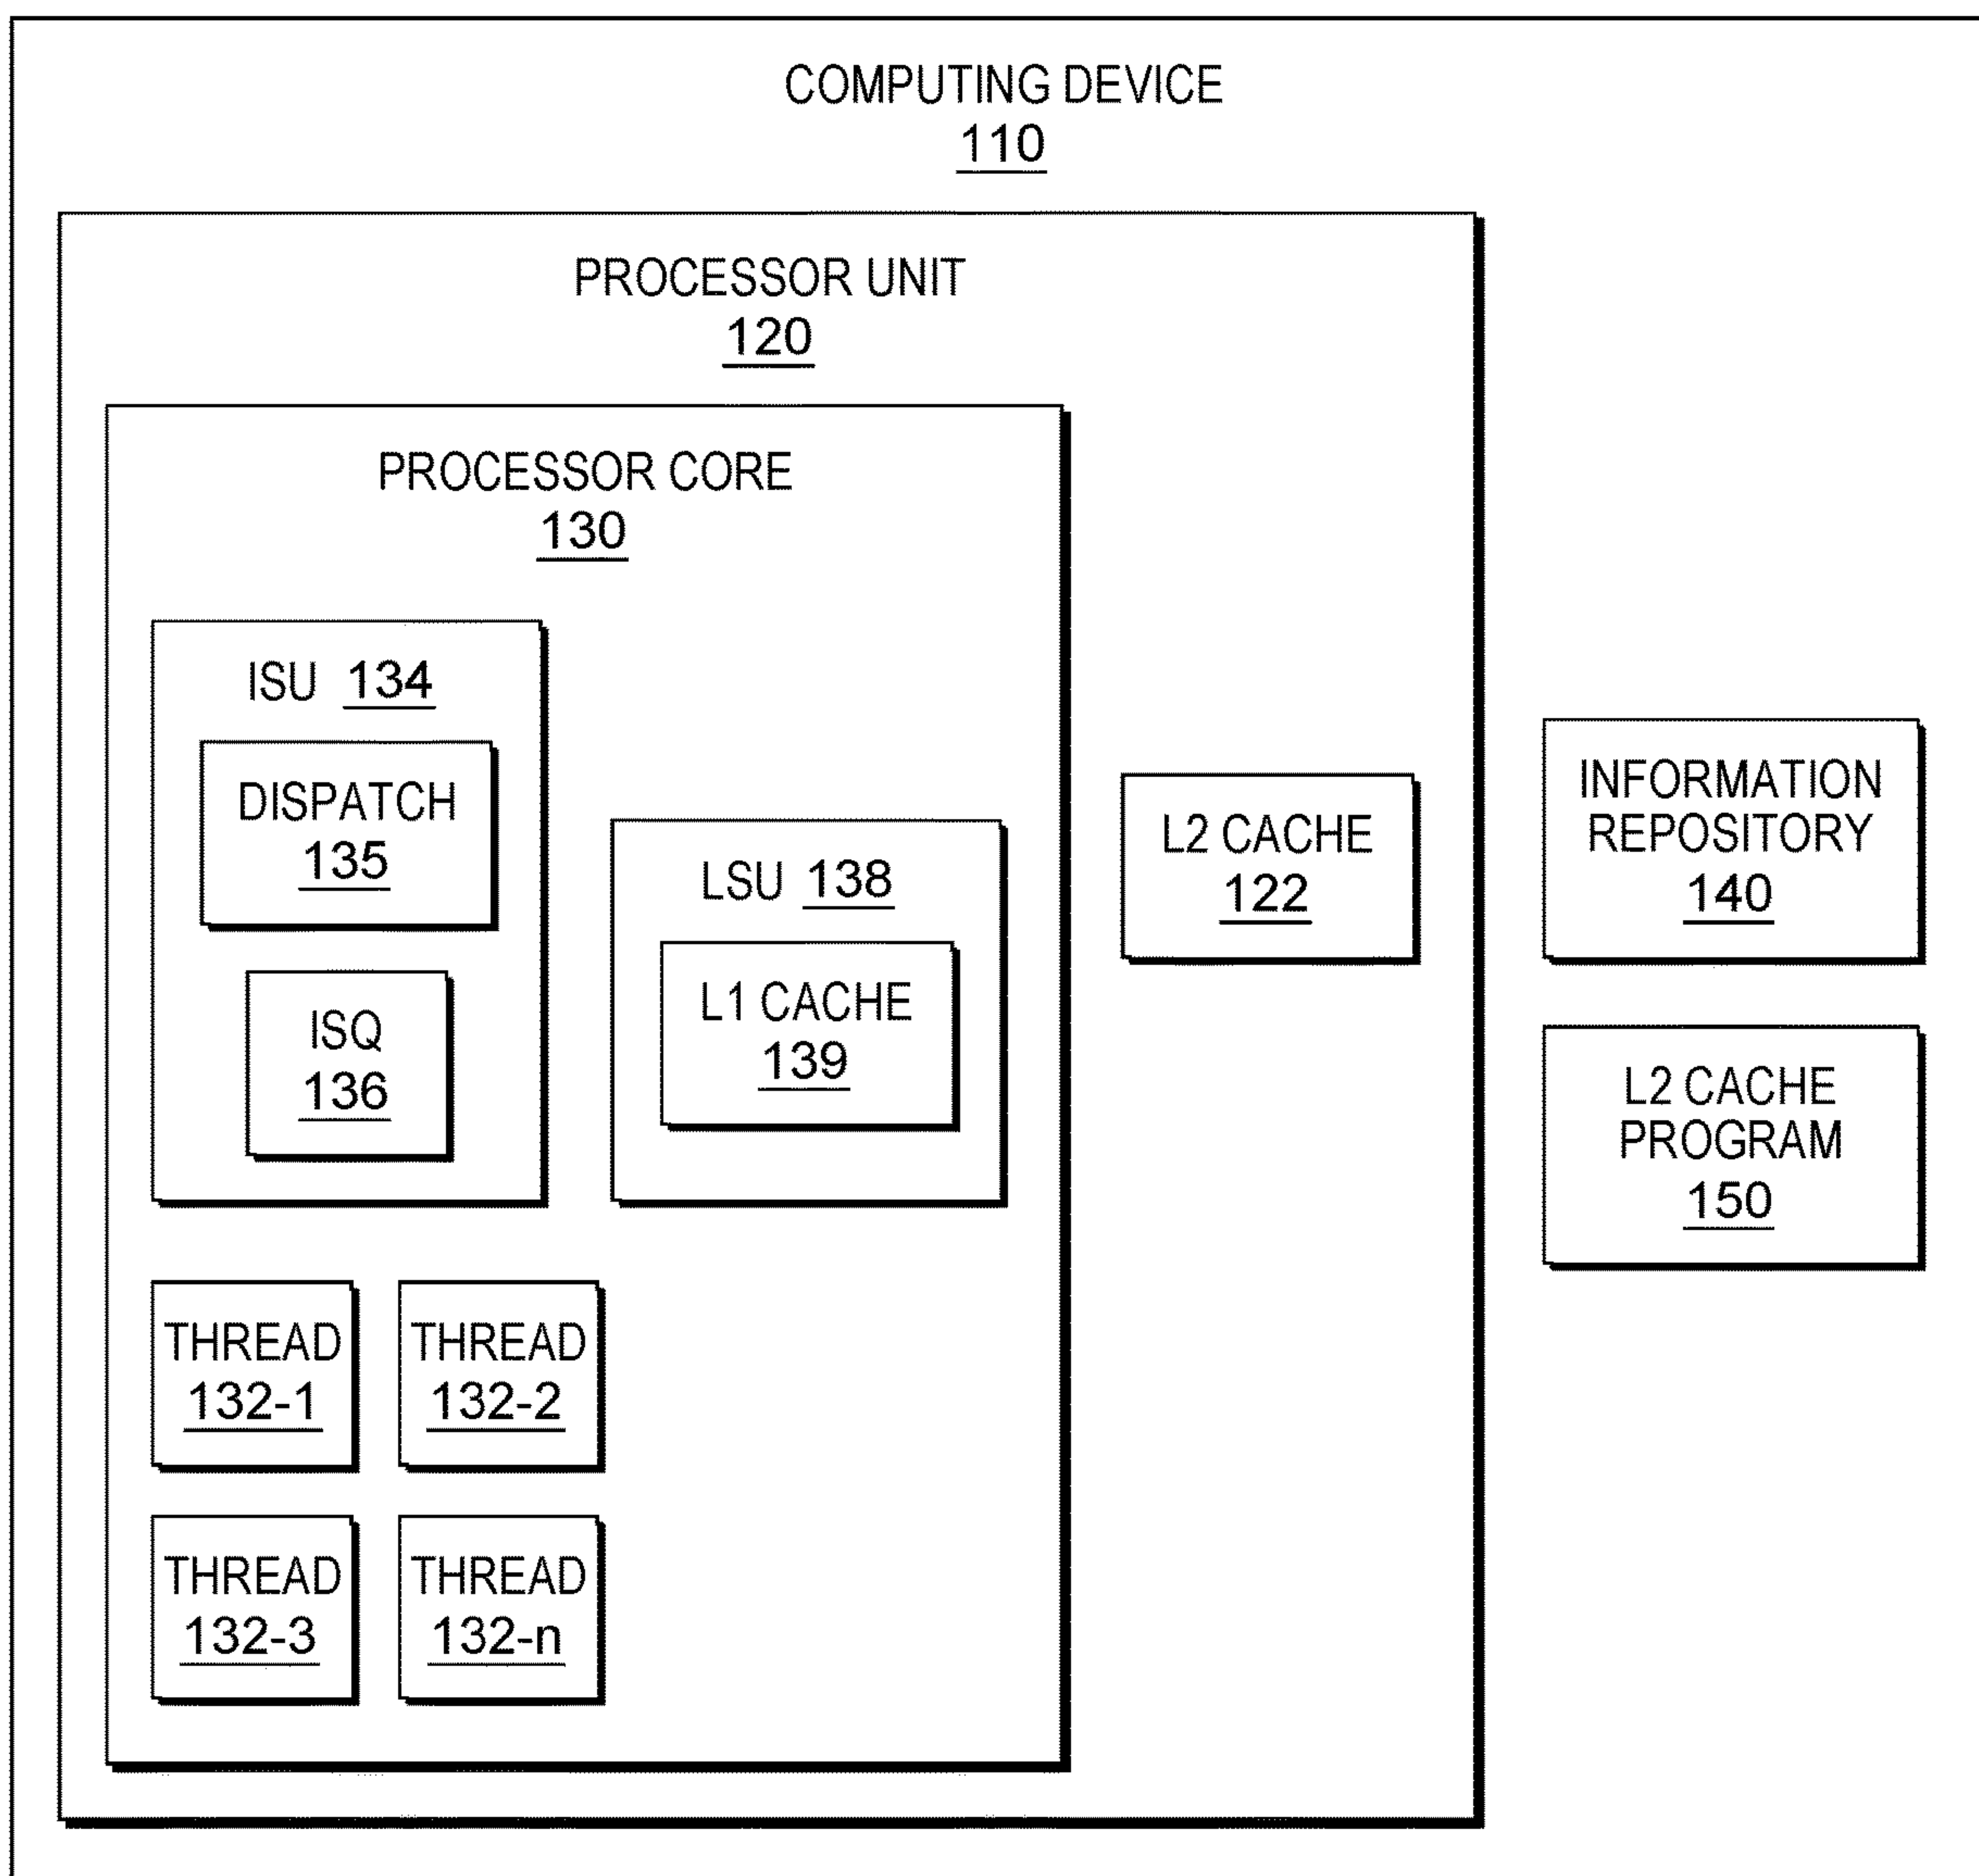 COMPUTING DEVICE
110
PROCESSOR UNIT
120
PROCESSOR CORE
130
ISU 134
DISPATCH
135
ISQ
136
LSU 138
L1 CACHE
139
THREAD
132-1
THREAD
132-2
THREAD
132-3
THREAD
132-n
L2 CACHE
122
INFORMATION
REPOSITORY
140
L2 CACHE
PROGRAM
150